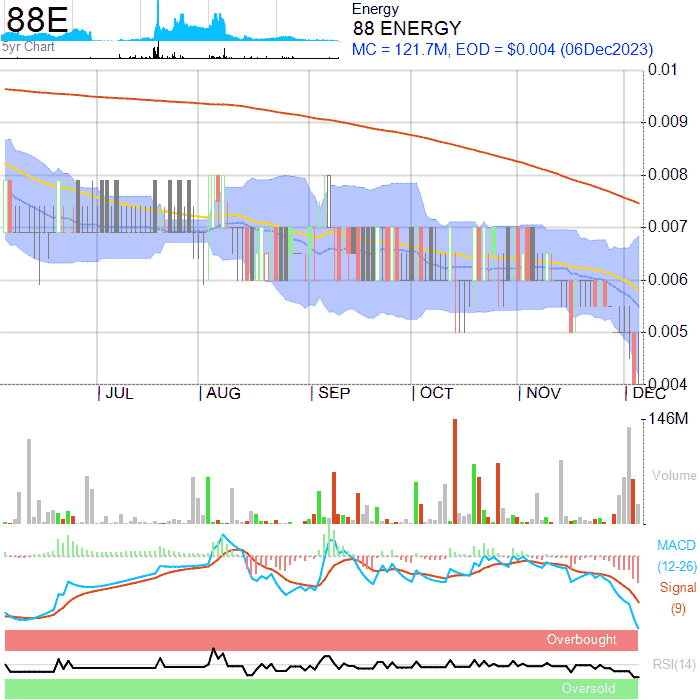 88E
5yr Chart
Energy
88 ENERGY
MC = 121.7M, EOD = $0.004 (06Dec2023)
0.01
0.009
0.008
0.007
0.006
0.005
0.004
JUL AUG SEP OCT NOV DEC
146M
Volume
MACD
(12-26)
Signal
(9)
Overbought
RSI(14)
Oversold